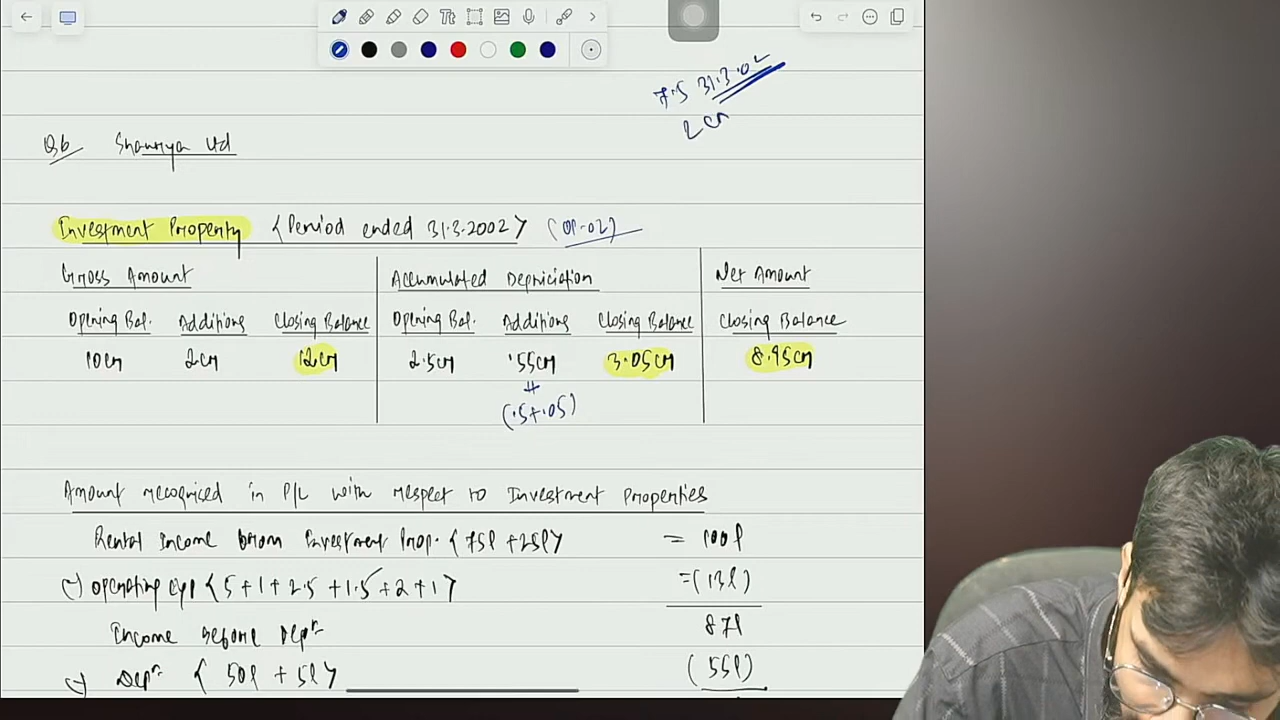 7.5 31.3.02
2 cr
Q6 Shaurya Ltd
Investment Property {Period ended 31.3.2002} (01-02)
Gross Amount Accumulated Depriciation Net Amount
Opening Bal. Additions Closing Balance Opening Bal. Additions Closing Balance Closing Balance
10cr 2cr 12cr 2.5cr .55cr 3.05cr 8.95cr
(.5+.05)
Amount recognised in P/L with respect to Investment Properties
Rental Income from Investment Prop. {75l +25l} = 100l
(-) Operating exp {5+1+2.5+1.5+2+1} =(13l)
Income before Depn 87l
(-) Depn {50l + 5l} (55l)